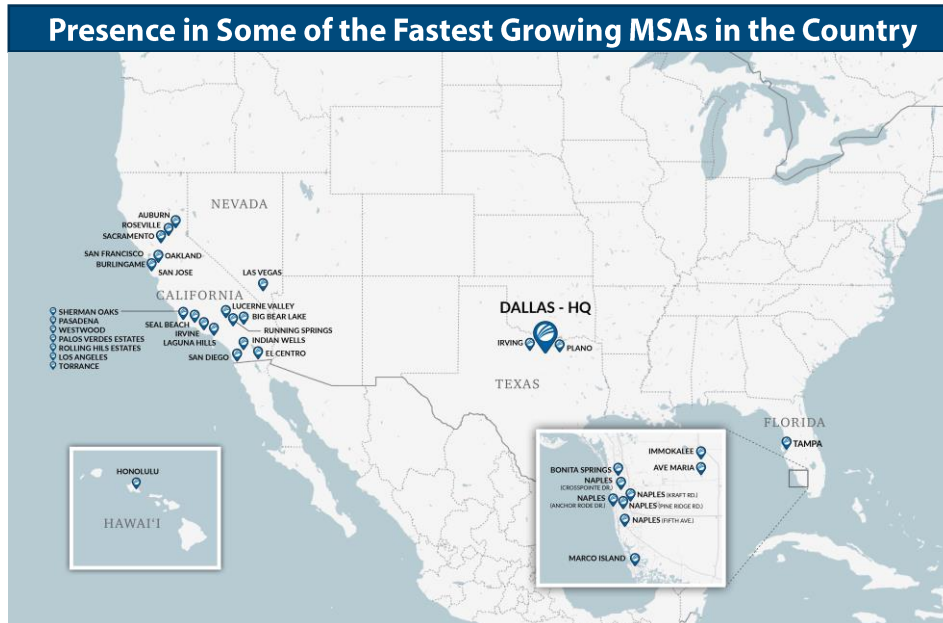 Presence in Some of the Fastest Growing MSAs in the Country
NEVADA
AUBURN
ROSEVILLE
SACRAMENTO
SAN FRANCISCO
OAKLAND
BURLINGAME
SAN JOSE
LAS VEGAS
CALIFORNIA
SHERMAN OAKS
PASADENA
WESTWOOD
PALOS VERDES ESTATES
ROLLING HILS ESTATES
LOS ANGELES
TORRANCE
LUCERNE VALLEY
BIG BEAR LAKE
SEAL BEACH
RUNNING SPRINGS
IRVINE
LAGUNA HILLS
INDIAN WELLS
SAN DIEGO
EL CENTRO
DALLAS - HQ
IRVING
PLANO
TEXAS
FLORIDA
TAMPA
IMMOKALEE
BONITA SPRINGS
AVE MARIA
NAPLES
(CROSSPOINTE DR.)
NAPLES (KRAFT RD.)
NAPLES
(ANCHOR RODE DR.)
NAPLES (PINE RIDGE RD.)
NAPLES (FIFTH AVE.)
MARCO ISLAND
HONOLULU
HAWAI'I